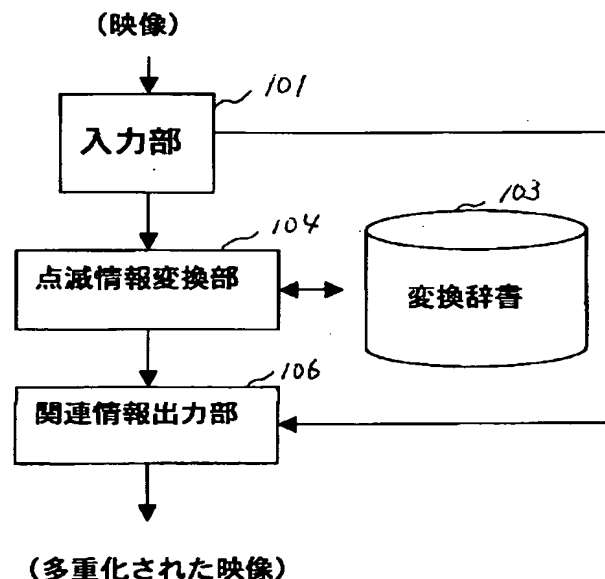 (映像)
101
入力部
103
104
点滅情報変換部
変換辞書
106
関連情報出力部
(多重化された映像)